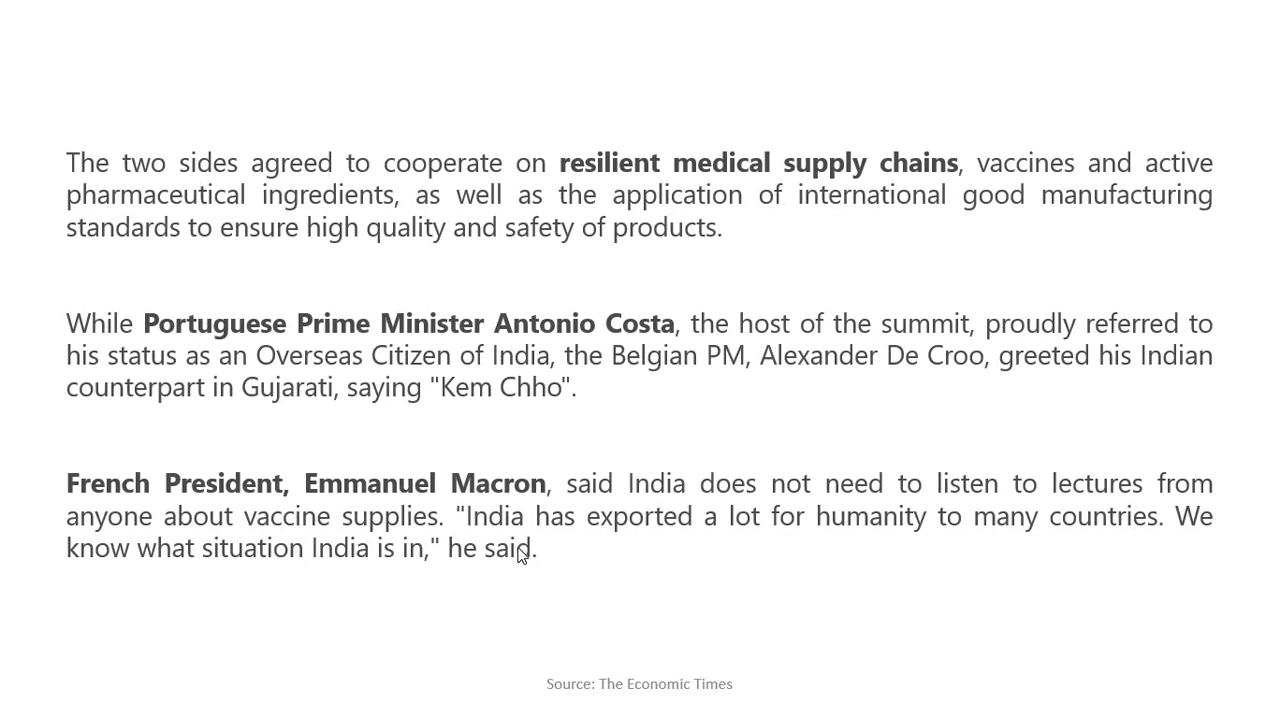 The two sides agreed to cooperate on resilient medical supply chains, vaccines and active
pharmaceutical ingredients, as well as the application of international good manufacturing
standards to ensure high quality and safety of products.
While Portuguese Prime Minister Antonio Costa, the host of the summit, proudly referred to
his status as an Overseas Citizen of India, the Belgian PM, Alexander De Croo, greeted his Indian
counterpart in Gujarati, saying "Kem Chho".
French President, Emmanuel Macron, said India does not need to listen to lectures from
anyone about vaccine supplies. "India has exported a lot for humanity to many countries. We
know what situation India is in," he said.
Source: The Economic Times